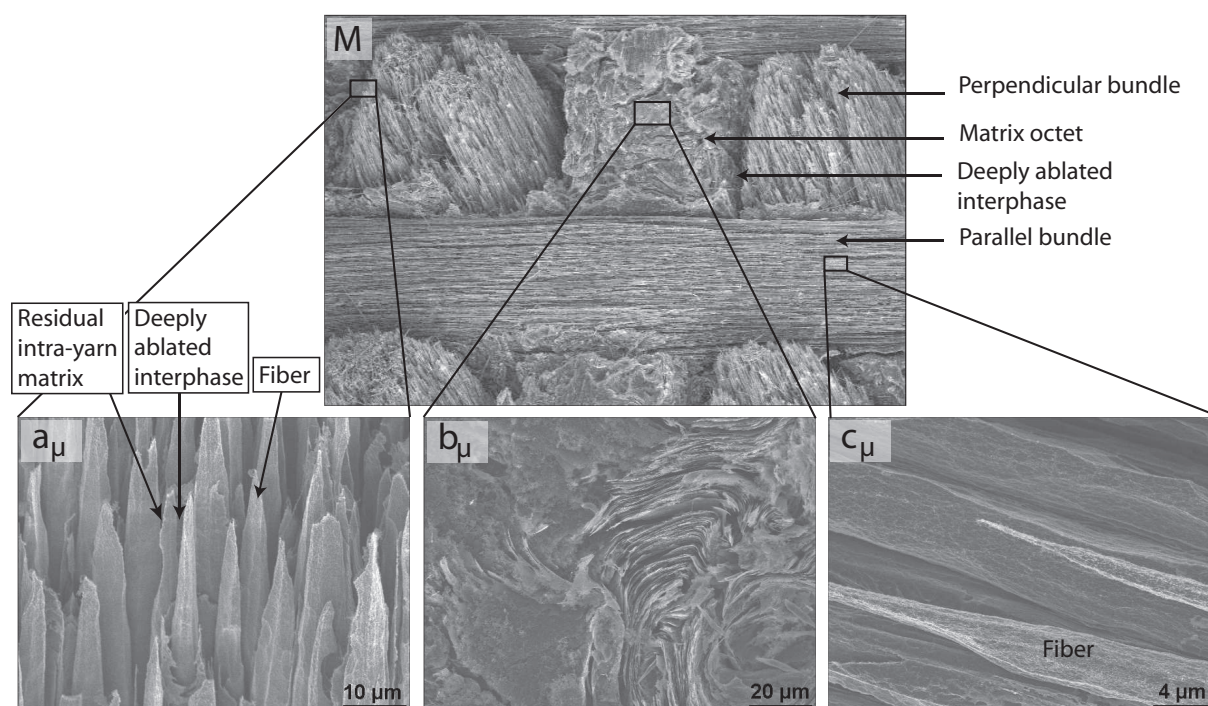 M
Perpendicular bundle
Matrix octet
Deeply ablated
interphase
Parallel bundle
Residual
intra-yarn
matrix
Deeply
ablated
interphase
Fiber
aμ
bμ
cμ
Fiber
10 μm
20 μm
4 μm